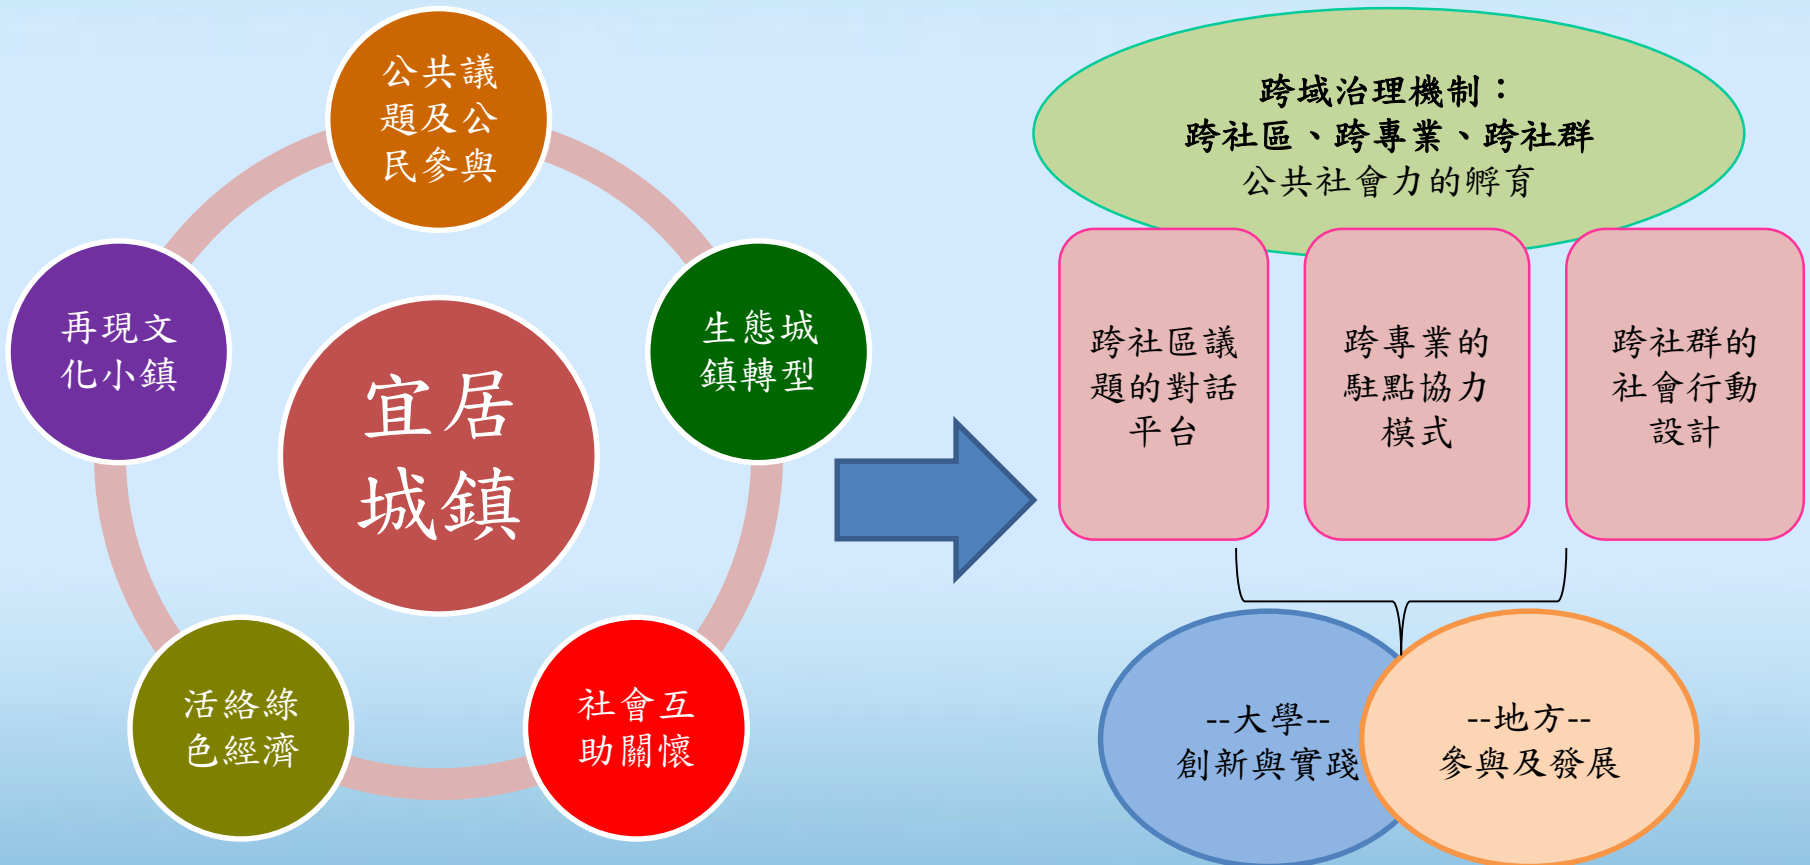 公共議
題及公
民參與
再現文
化小鎮
生態城
鎮轉型
宜居
城鎮
活絡綠
色經濟
社會互
助關懷
跨域治理機制：
跨社區、跨專業、跨社群
公共社會力的孵育
跨社區議
題的對話
平台
跨專業的
駐點協力
模式
跨社群的
社會行動
設計
--大學--
創新與實踐
--地方--
參與及發展